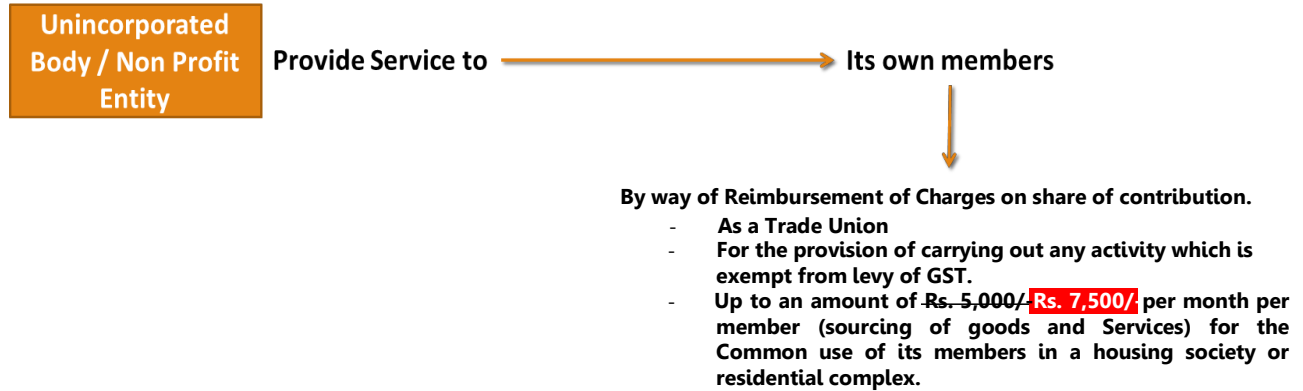 Unincorporated
Body / Non Profit
Entity
Provide Service to
Its own members
By way of Reimbursement of Charges on share of contribution.
- As a Trade Union
- For the provision of carrying out any activity which is
exempt from levy of GST.
- Up to an amount of Rs. 5,000/- Rs. 7,500/- per month per
member (sourcing of goods and Services) for the
Common use of its members in a housing society or
residential complex.